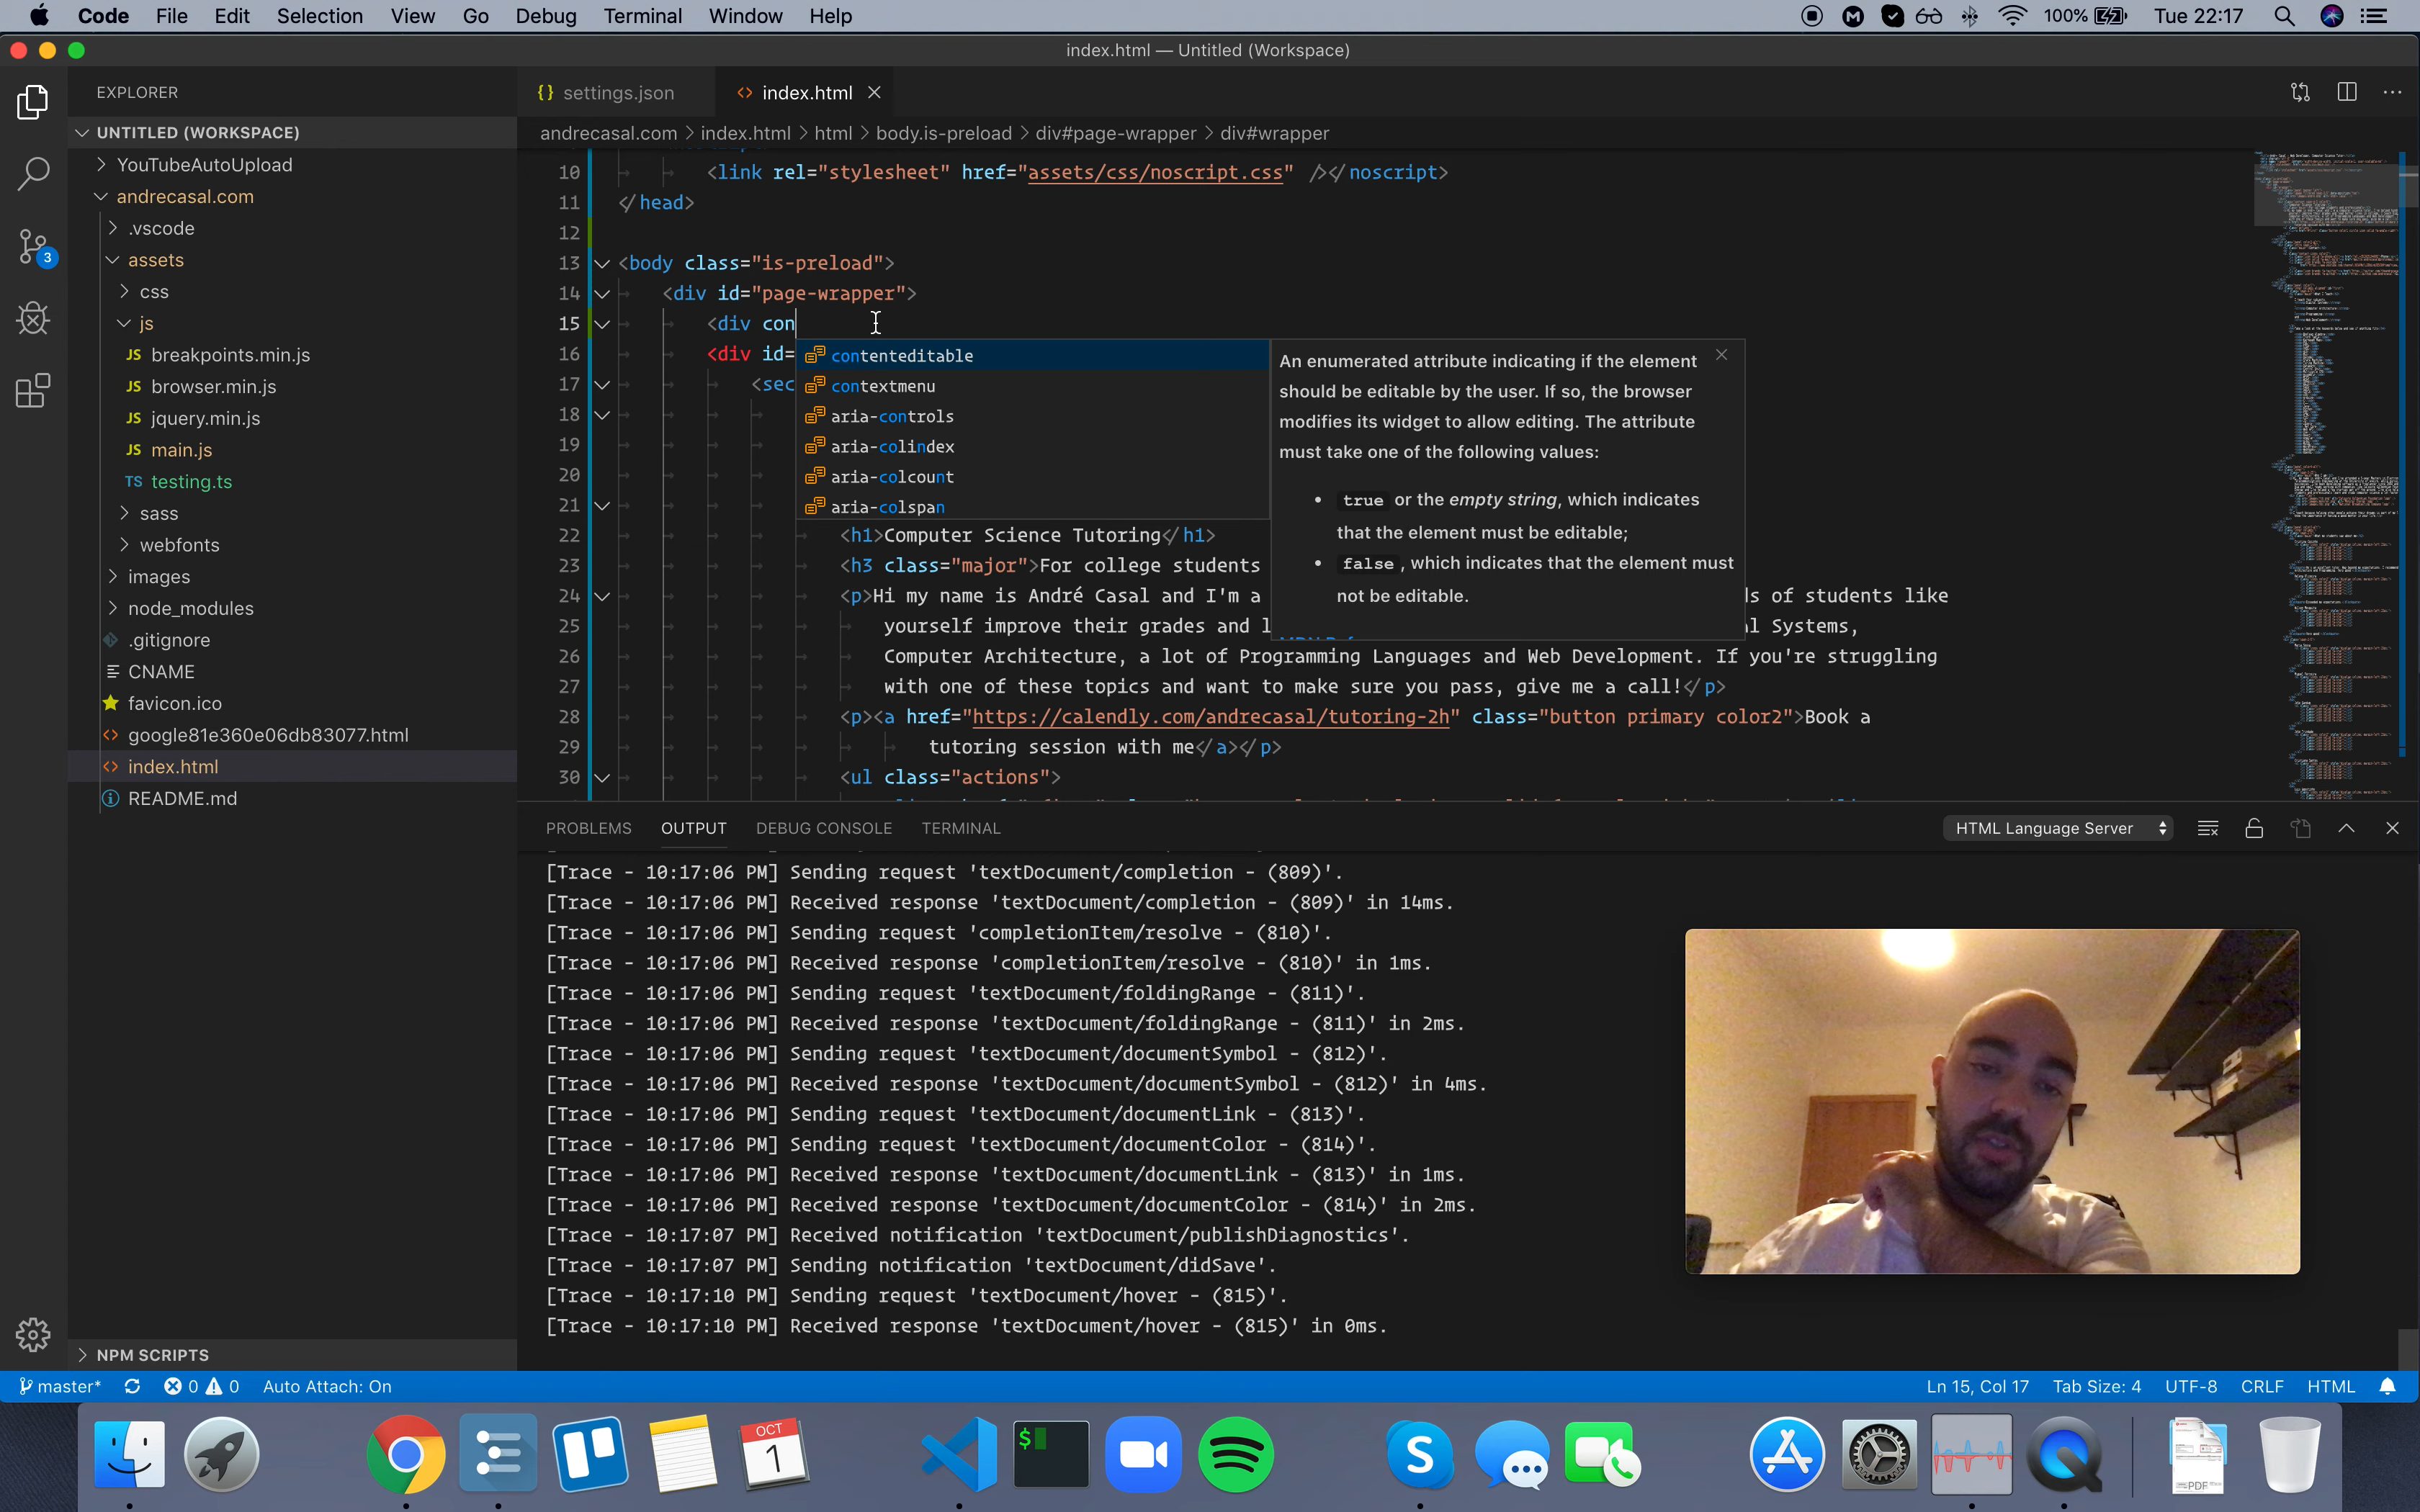 Code File Edit Selection View Go Debug Terminal Window Help 100% Tue 22:17
index.html — Untitled (Workspace)
EXPLORER
UNTITLED (WORKSPACE)
YouTubeAutoUpload
andrecasal.com
.vscode
assets
css
js
JS breakpoints.min.js
JS browser.min.js
JS jquery.min.js
JS main.js
TS testing.ts
sass
webfonts
images
node_modules
.gitignore
CNAME
favicon.ico
<> google81e360e06db83077.html
<> index.html
README.md
NPM SCRIPTS
3
{} settings.json <> index.html
andrecasal.com > index.html > html > body.is-preload > div#page-wrapper > div#wrapper
10 <link rel="stylesheet" href="assets/css/noscript.css" /></noscript>
11 </head>
12
13 <body class="is-preload">
14 <div id="page-wrapper">
15 <div con
16 <div id=
17 <sec
18
19
20
21
22 <h1>Computer Science Tutoring</h1>
23 <h3 class="major">For college students
24 <p>Hi my name is André Casal and I'm a s of students like
25 yourself improve their grades and l l Systems,
26 Computer Architecture, a lot of Programming Languages and Web Development. If you're struggling
27 with one of these topics and want to make sure you pass, give me a call!</p>
28 <p><a href="https://calendly.com/andrecasal/tutoring-2h" class="button primary color2">Book a
29 tutoring session with me</a></p>
30 <ul class="actions">
contenteditable
contextmenu
aria-controls
aria-colindex
aria-colcount
aria-colspan
An enumerated attribute indicating if the element
should be editable by the user. If so, the browser
modifies its widget to allow editing. The attribute
must take one of the following values:
• true or the empty string, which indicates
that the element must be editable;
• false , which indicates that the element must
not be editable.
PROBLEMS OUTPUT DEBUG CONSOLE TERMINAL HTML Language Server
[Trace - 10:17:06 PM] Sending request 'textDocument/completion - (809)'.
[Trace - 10:17:06 PM] Received response 'textDocument/completion - (809)' in 14ms.
[Trace - 10:17:06 PM] Sending request 'completionItem/resolve - (810)'.
[Trace - 10:17:06 PM] Received response 'completionItem/resolve - (810)' in 1ms.
[Trace - 10:17:06 PM] Sending request 'textDocument/foldingRange - (811)'.
[Trace - 10:17:06 PM] Received response 'textDocument/foldingRange - (811)' in 2ms.
[Trace - 10:17:06 PM] Sending request 'textDocument/documentSymbol - (812)'.
[Trace - 10:17:06 PM] Received response 'textDocument/documentSymbol - (812)' in 4ms.
[Trace - 10:17:06 PM] Sending request 'textDocument/documentLink - (813)'.
[Trace - 10:17:06 PM] Sending request 'textDocument/documentColor - (814)'.
[Trace - 10:17:06 PM] Received response 'textDocument/documentLink - (813)' in 1ms.
[Trace - 10:17:06 PM] Received response 'textDocument/documentColor - (814)' in 2ms.
[Trace - 10:17:07 PM] Received notification 'textDocument/publishDiagnostics'.
[Trace - 10:17:07 PM] Sending notification 'textDocument/didSave'.
[Trace - 10:17:10 PM] Sending request 'textDocument/hover - (815)'.
[Trace - 10:17:10 PM] Received response 'textDocument/hover - (815)' in 0ms.
master* 0 0 Auto Attach: On Ln 15, Col 17 Tab Size: 4 UTF-8 CRLF HTML
OCT
1
$
S
PDF